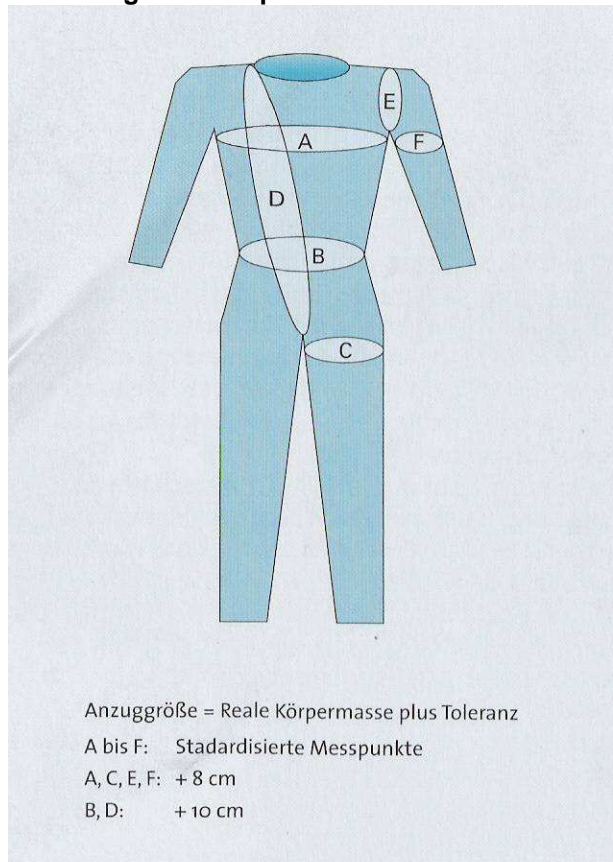 E
A
F
D
B
C
Anzuggröße = Reale Körpermasse plus Toleranz
A bis F: Stadardisierte Messpunkte
A, C, E, F: + 8 cm
B, D: + 10 cm